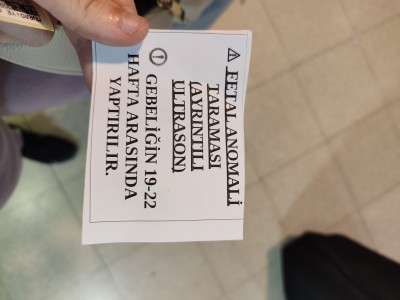 ⚠ FETAL ANOMALİ
TARAMASI
(AYRINTILI
ULTRASON)
! GEBELİĞİN 19-22
HAFTA ARASINDA
YAPTIRILIR.